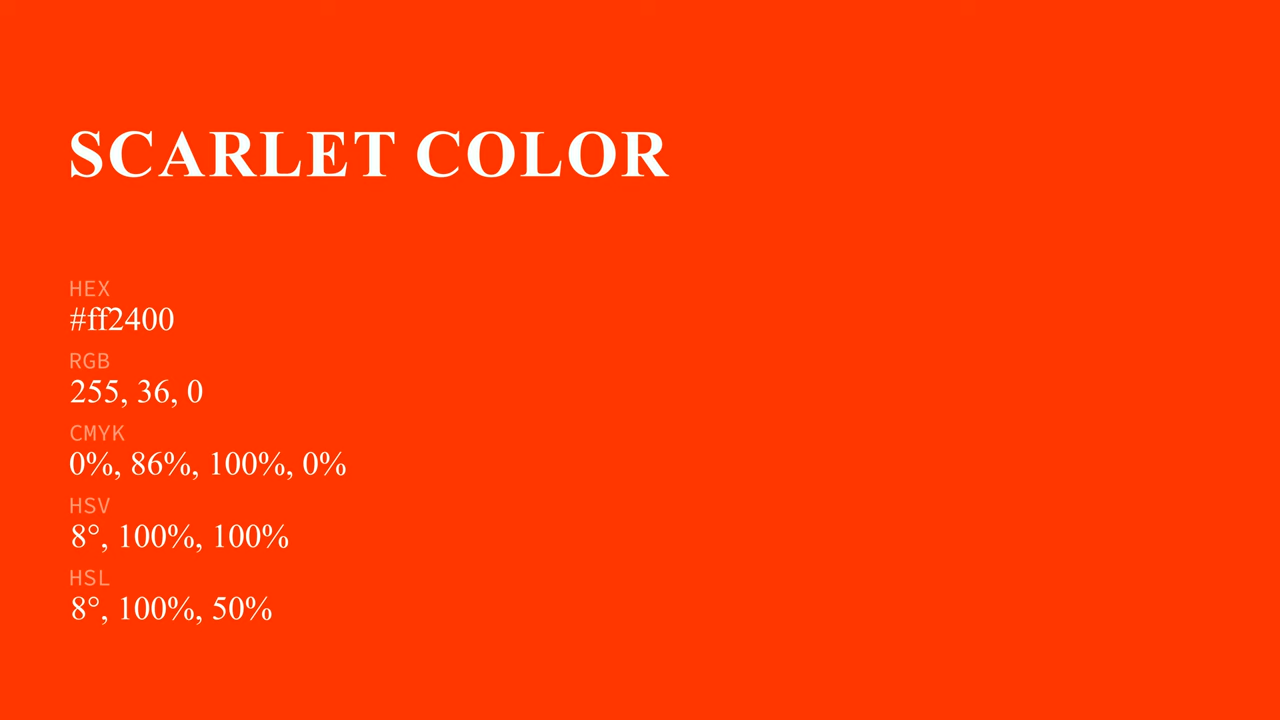 SCARLET COLOR
HEX
#ff2400
RGB
255, 36, 0
CMYK
0%, 86%, 100%, 0%
HSV
8°, 100%, 100%
HSL
8°, 100%, 50%